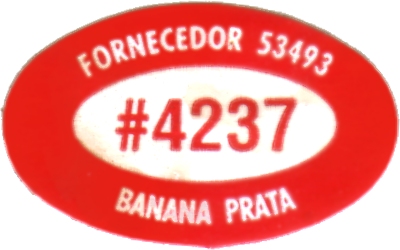 FORNECEDOR 53493
#4237
BANANA PRATA